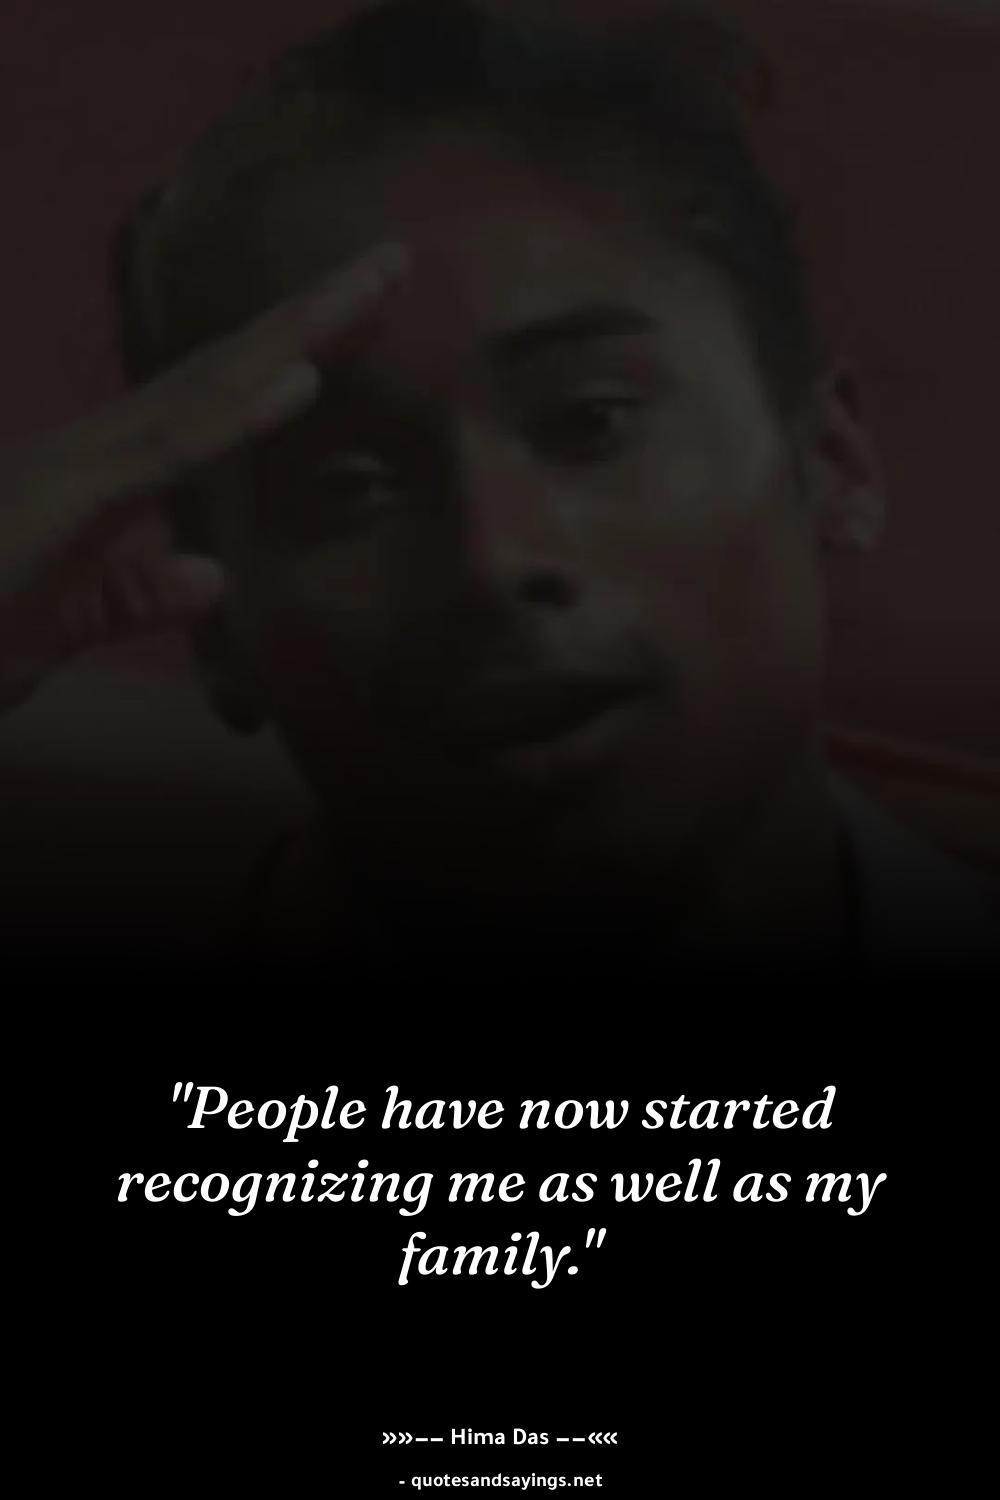 "People have now started
recognizing me as well as my
family."
»»−− Hima Das −−««
- quotesandsayings.net